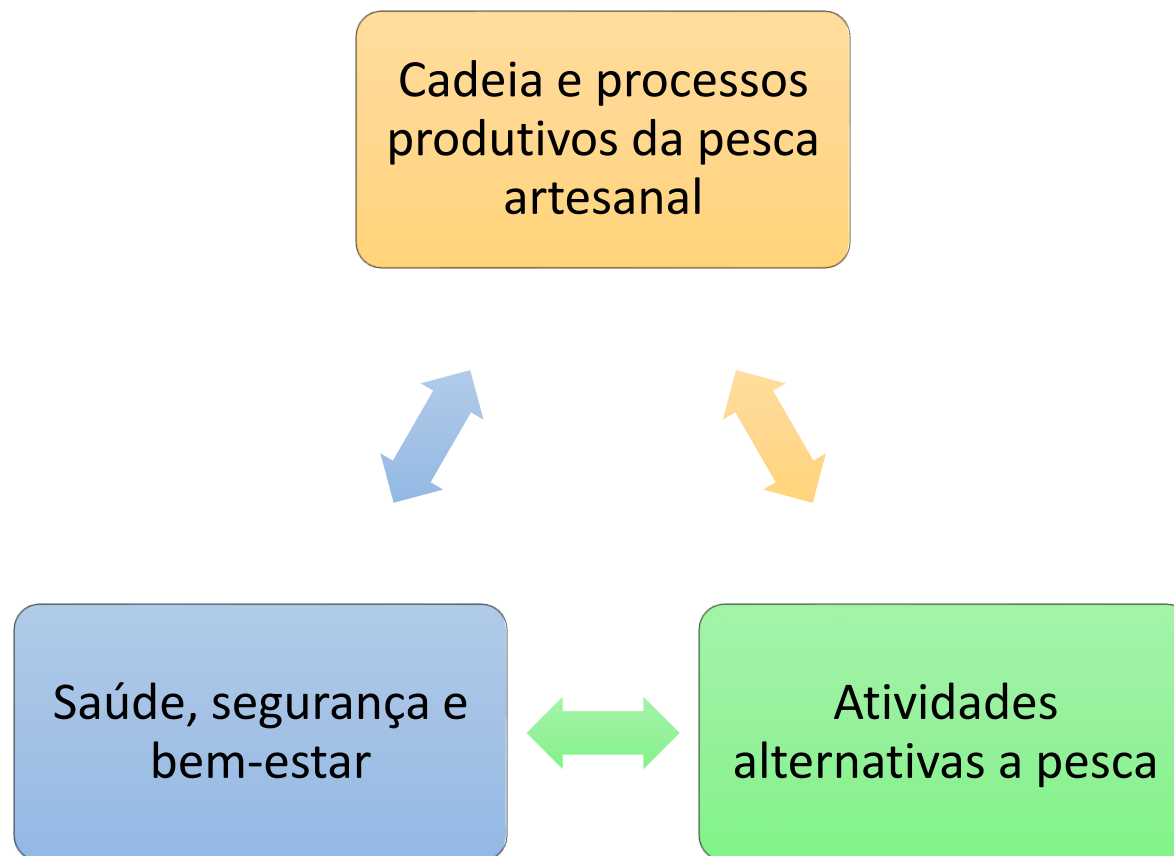 Cadeia e processos
produtivos da pesca
artesanal
Saúde, segurança e
bem-estar
Atividades
alternativas a pesca